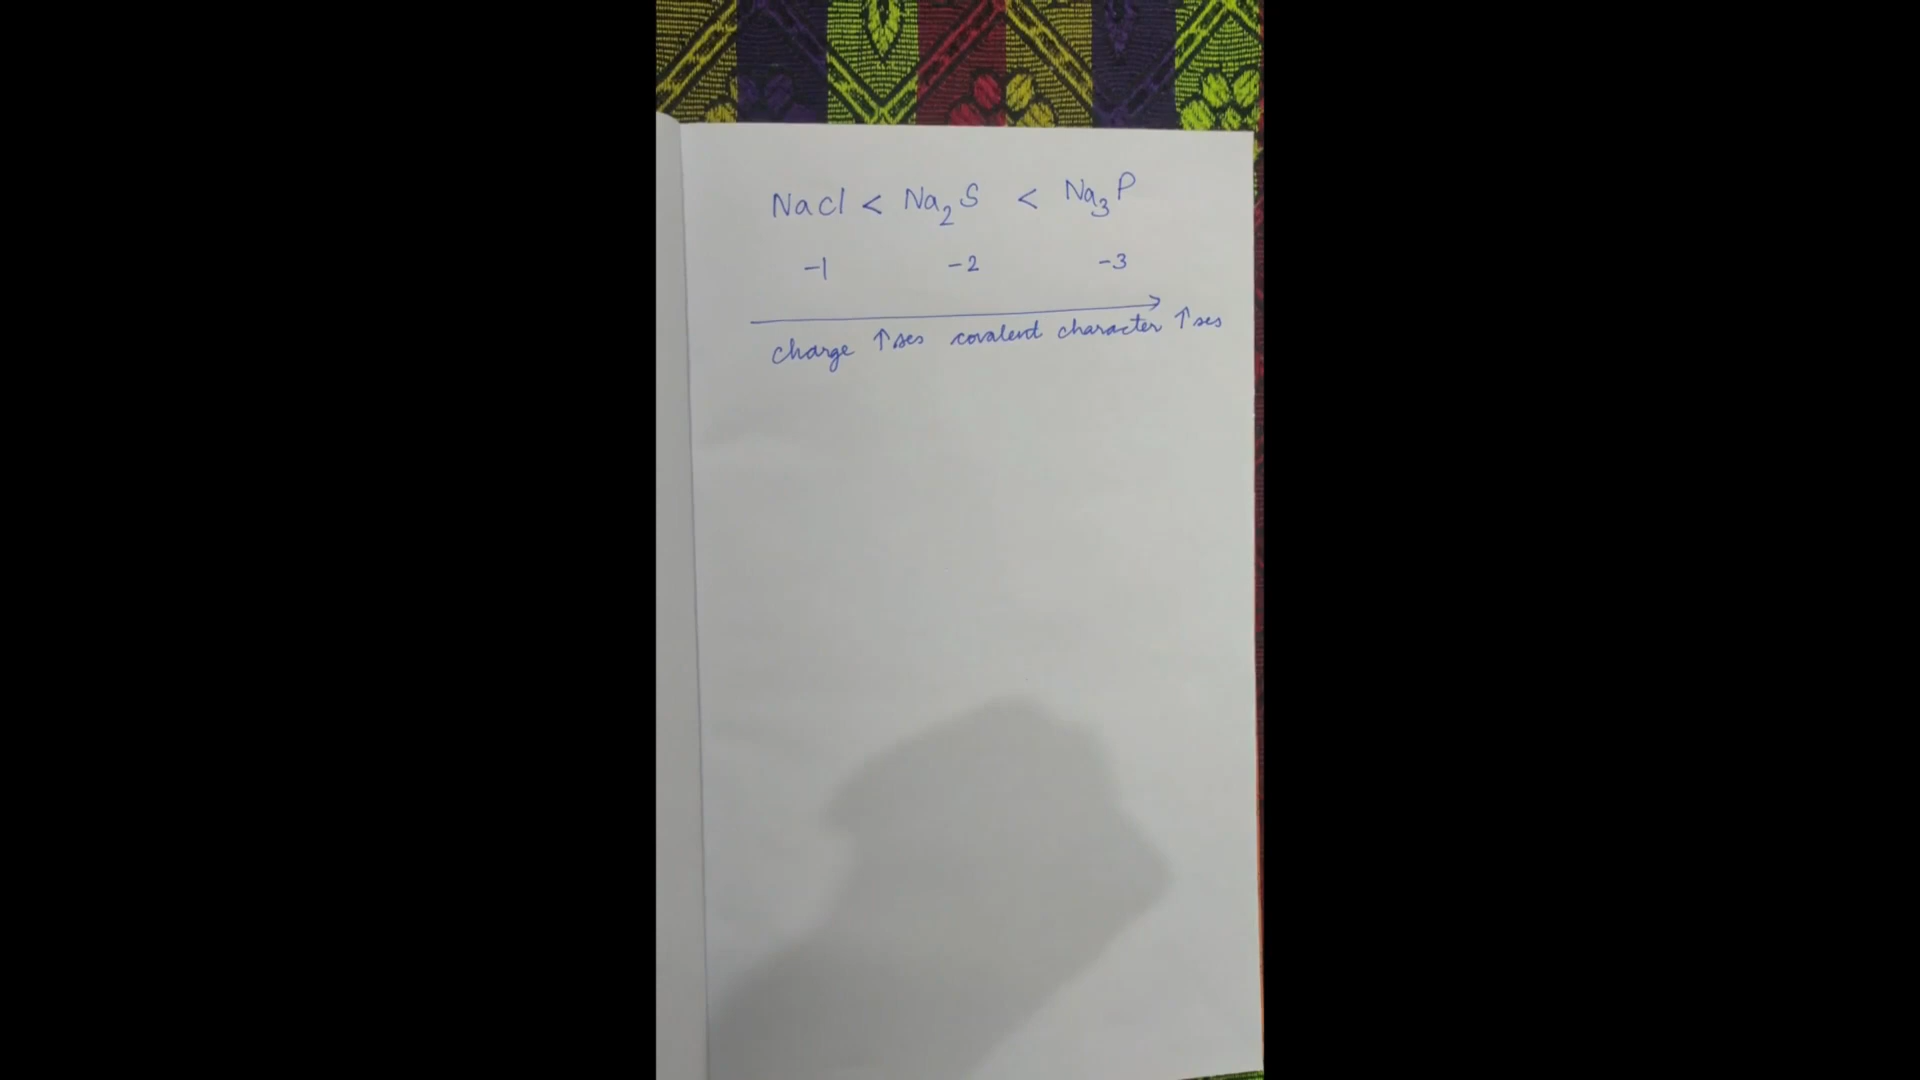 Nacl < Na₂S < Na₃P
-1 -2 -3
charge ↑ses covalent character ↑ses